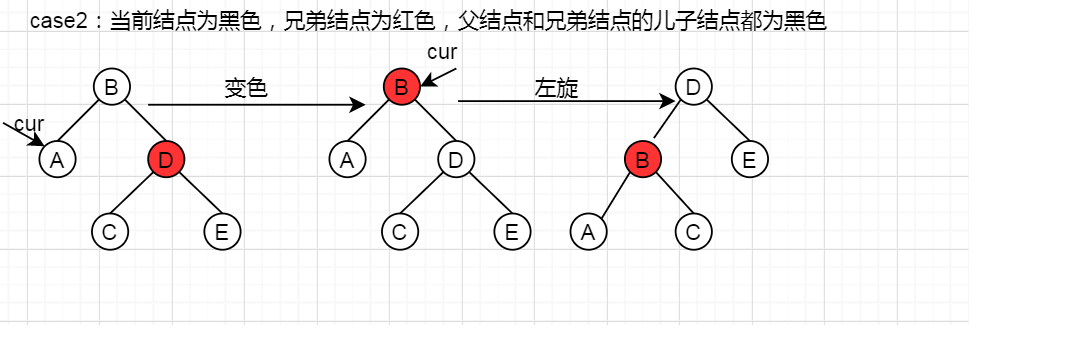 case2：当前结点为黑色，兄弟结点为红色，父结点和兄弟结点的儿子结点都为黑色
cur
B 变色 B 左旋 D
cur
A D A D B E
C E C E A C